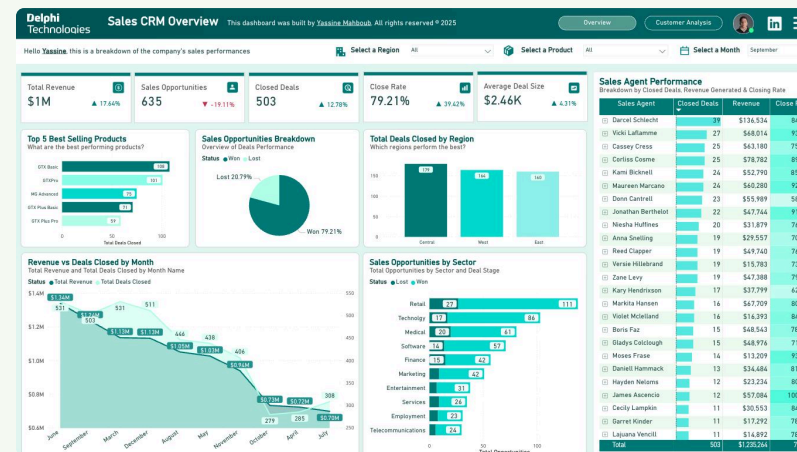 Delphi
Technologies
Sales CRM Overview This dashboard was built by Yassine Mahboub. All rights reserved ® 2025
Overview
Customer Analysis
in
Hello Yassine, this is a breakdown of the company's sales performances
Select a Region All
Select a Product All
Select a Month September
Total Revenue
$1M ▲ 17.64%
Sales Opportunities
635 ▼ -19.11%
Closed Deals
503 ▲ 12.78%
Close Rate
79.21% ▲ 39.42%
Average Deal Size
$2.46K ▲ 4.31%
Top 5 Best Selling Products
What are the best performing products?
GTX Basic 108
GTXPro 101
MG Advanced 75
GTX Plus Basic 71
GTX Plus Pro 59
0 50 100
Total Deals Closed
Sales Opportunities Breakdown
Overview of Deals Performance
Status Won Lost
Lost 20.79%
Won 79.21%
Total Deals Closed by Region
Which regions perform the best?
150
100
50
0
179
164
160
Central West East
Revenue vs Deals Closed by Month
Total Revenue and Total Deals Closed by Month Name
Status Total Revenue Total Deals Closed
$1.4M
$1.2M
$1.0M
$0.8M
$0.6M
550
500
450
400
350
300
250
$1.34M
531
503
$1.13M
531
$1.13M
511
$1.05M
446
$1.03M
438
$0.94M
406
$0.73M
279
$0.72M
285
$0.70M
308
June September March December August May November October April July
Sales Opportunities by Sector
Total Opportunities by Sector and Deal Stage
Status Lost Won
Retail 27 111
Technolgy 17 86
Medical 20 61
Software 14 57
Finance 15 42
Marketing 42
Entertainment 31
Services 26
Employment 23
Telecommunications 24
0 50 100
Total Opportunities
Sales Agent Performance
Breakdown by Closed Deals, Revenue Generated & Closing Rate
Sales Agent Closed Deals Revenue Close
Darcel Schlecht 39 $136,534
Vicki Laflamme 27 $68,014
Cassey Cress 25 $63,180
Corliss Cosme 25 $78,782
Kami Bicknell 24 $52,790
Maureen Marcano 24 $60,280
Donn Cantrell 23 $55,989
Jonathan Berthelot 22 $47,744
Niesha Huffines 20 $31,879
Anna Snelling 19 $29,557
Reed Clapper 19 $49,740
Versie Hillebrand 19 $15,783
Zane Levy 19 $47,388
Kary Hendrixson 17 $37,799
Markita Hansen 16 $67,709
Violet Mclelland 16 $16,393
Boris Faz 15 $48,543
Gladys Colclough 15 $48,976
Moses Frase 14 $13,209
Daniell Hammack 13 $34,484
Hayden Neloms 12 $23,234
James Ascencio 12 $57,084
Cecily Lampkin 11 $30,553
Garret Kinder 11 $17,292
Lajuana Vencill 11 $14,892
Total 503 $1,235,264